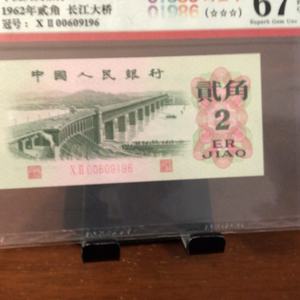 1962年贰角 长江大桥
冠号: X II 00609196
01986
(☆☆☆)
67
Superb Gem Unc
中國人民銀行
貳角
2
ER
JIAO
X II 00609196